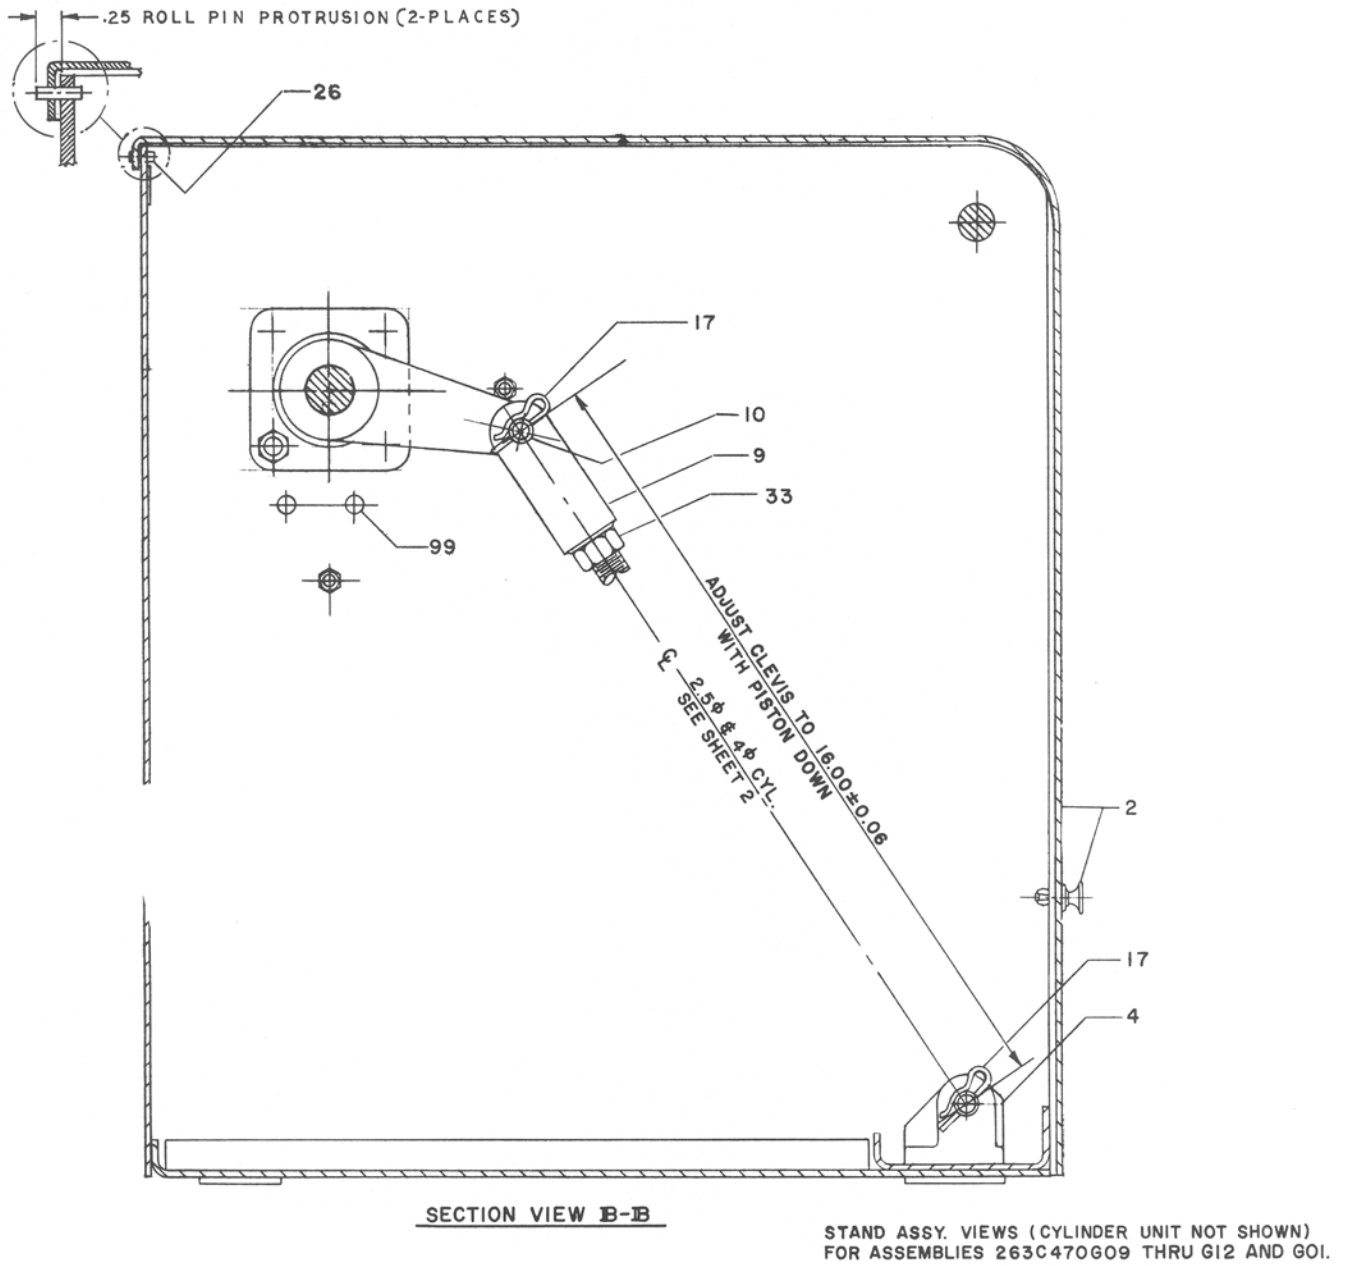 .25 ROLL PIN PROTRUSION (2-PLACES)
26
17
10
9
33
99
ADJUST CLEVIS TO 16.00±0.06
WITH PISTON DOWN
℄ 2.5ϕ & 4ϕ CYL.
SEE SHEET 2
2
17
4
SECTION VIEW B-B
STAND ASSY. VIEWS (CYLINDER UNIT NOT SHOWN)
FOR ASSEMBLIES 263C470G09 THRU G12 AND G01.